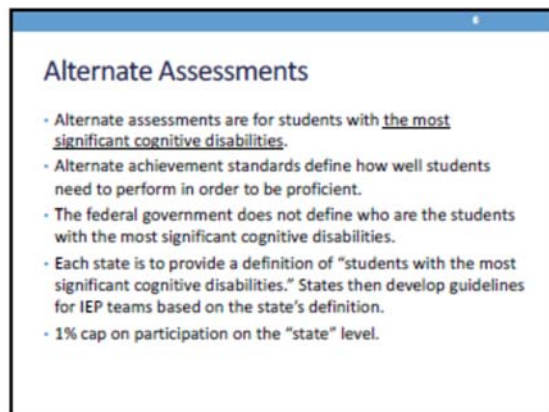 6
Alternate Assessments
• Alternate assessments are for students with the most
significant cognitive disabilities.
• Alternate achievement standards define how well students
need to perform in order to be proficient.
• The federal government does not define who are the students
with the most significant cognitive disabilities.
• Each state is to provide a definition of “students with the most
significant cognitive disabilities.” States then develop guidelines
for IEP teams based on the state’s definition.
• 1% cap on participation on the “state” level.